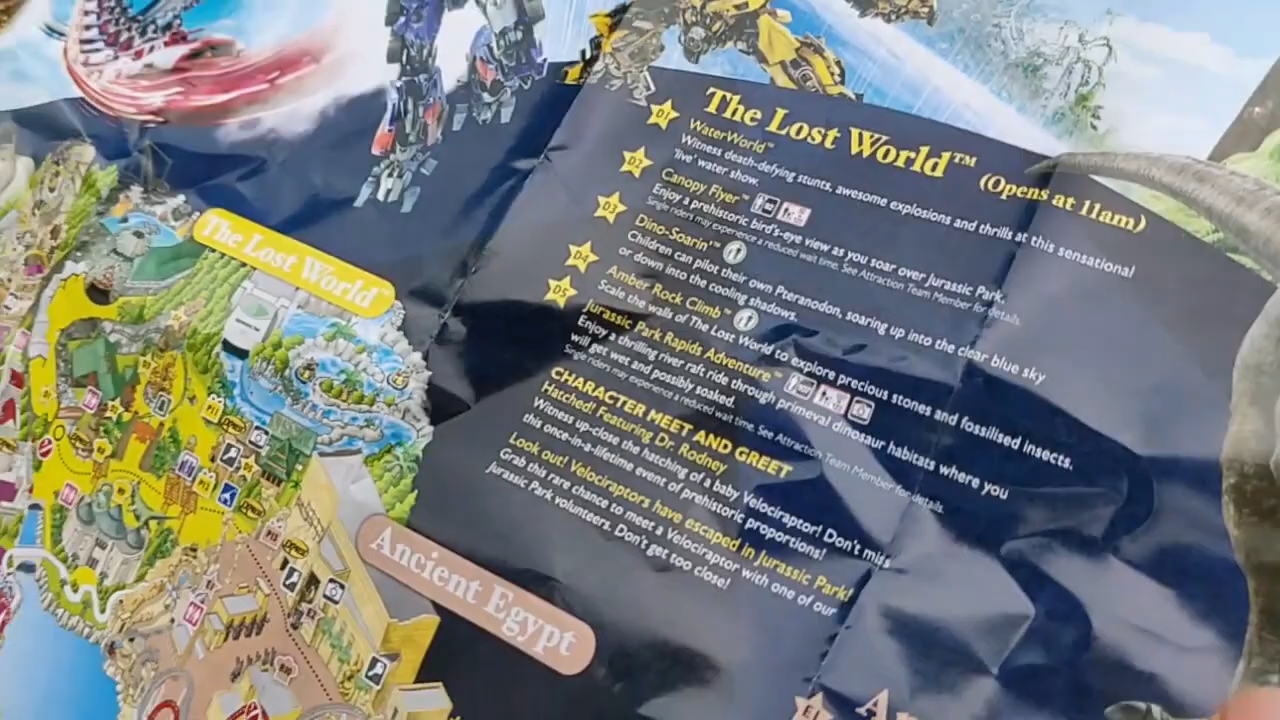 The Lost World™ (Opens at 11am)
D1
WaterWorld™
Witness death-defying stunts, awesome explosions and thrills at this sensational
'live' water show.
D2
Canopy Flyer™
Enjoy a prehistoric bird's-eye view as you soar over Jurassic Park.
Single riders may experience a reduced wait time. See Attraction Team Member for details.
D3
Dino-Soarin'™
Children can pilot their own Pteranodon, soaring up into the clear blue sky
or down into the cooling shadows.
D4
Amber Rock Climb™
Scale the walls of The Lost World to explore precious stones and fossilised insects.
D5
Jurassic Park Rapids Adventure™
Enjoy a thrilling river raft ride through primeval dinosaur habitats where you
will get wet and possibly soaked.
Single riders may experience a reduced wait time. See Attraction Team Member for details.
CHARACTER MEET AND GREET
Hatched! Featuring Dr. Rodney
Witness up-close the hatching of a baby Velociraptor! Don't miss
this once-in-a-lifetime event of prehistoric proportions!
Look out! Velociraptors have escaped in Jurassic Park!
Grab this rare chance to meet a Velociraptor with one of our
Jurassic Park volunteers. Don't get too close!
The Lost World
Ancient Egypt
E1